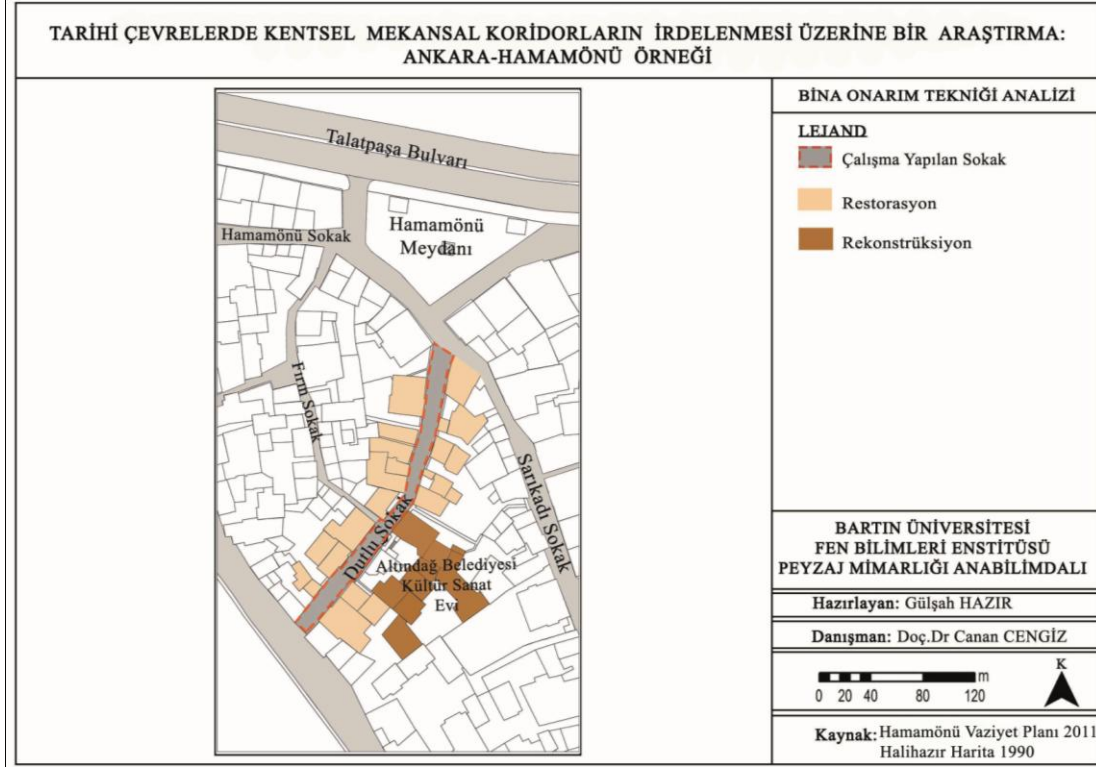 TARİHİ ÇEVRELERDE KENTSEL MEKANSAL KORİDORLARIN İRDELENMESİ ÜZERİNE BİR ARAŞTIRMA:
ANKARA-HAMAMÖNÜ ÖRNEĞİ
Talatpaşa Bulvarı
Hamamönü Sokak
Hamamönü
Meydanı
Fırın Sokak
Sarıkadı Sokak
Dutlu Sokak
Altındağ Belediyesi
Kültür Sanat
Evi
BİNA ONARIM TEKNİĞİ ANALİZİ
LEJAND
Çalışma Yapılan Sokak
Restorasyon
Rekonstrüksiyon
BARTIN ÜNİVERSİTESİ
FEN BİLİMLERİ ENSTİTÜSÜ
PEYZAJ MİMARLIĞI ANABİLİMDALI
Hazırlayan: Gülşah HAZIR
Danışman: Doç.Dr Canan CENGİZ
m
0 20 40 80 120
K
Kaynak: Hamamönü Vaziyet Planı 2011
Halihazır Harita 1990